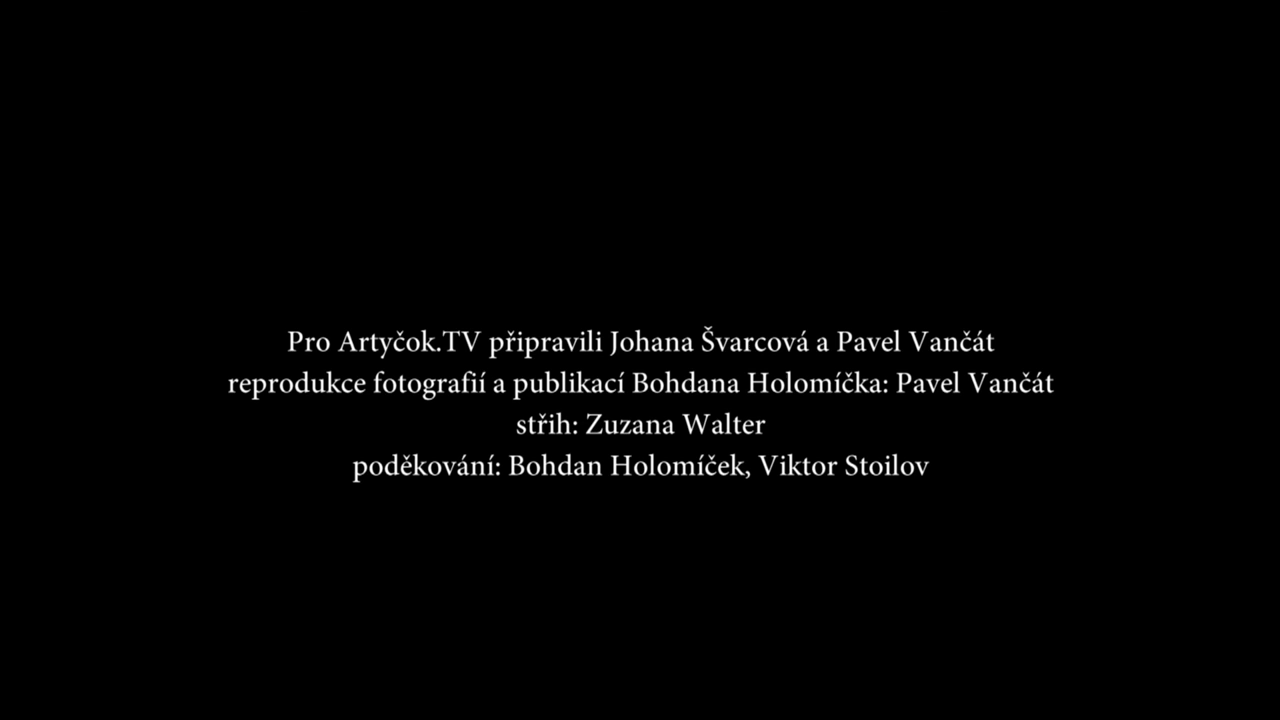 Pro Artyčok.TV připravili Johana Švarcová a Pavel Vančát
reprodukce fotografií a publikací Bohdana Holomíčka: Pavel Vančát
střih: Zuzana Walter
poděkování: Bohdan Holomíček, Viktor Stoilov